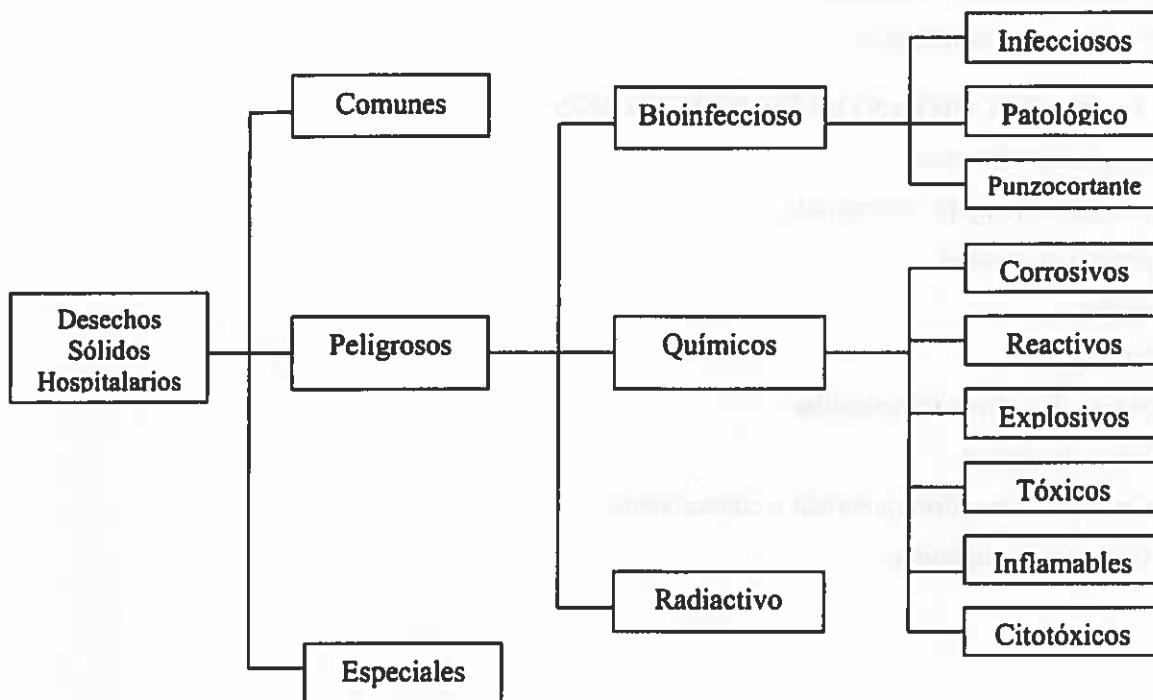 Desechos
Sólidos
Hospitalarios
Comunes
Peligrosos
Especiales
Bioinfeccioso
Químicos
Radiactivo
Infecciosos
Patológico
Punzocortante
Corrosivos
Reactivos
Explosivos
Tóxicos
Inflamables
Citotóxicos